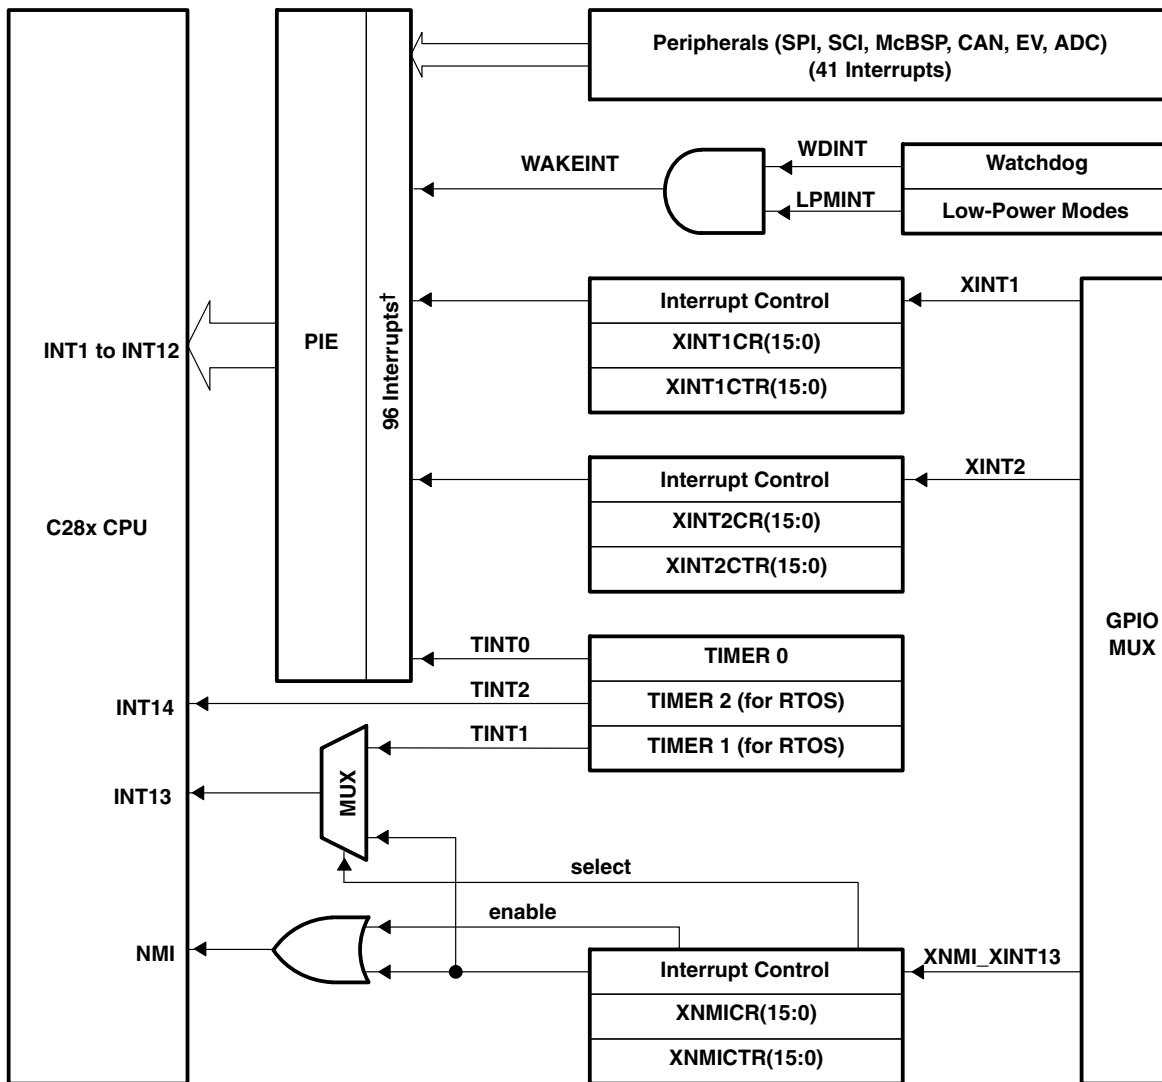 Peripherals (SPI, SCI, McBSP, CAN, EV, ADC)
(41 Interrupts)
WDINT
WAKEINT
Watchdog
LPMINT
Low-Power Modes
XINT1
Interrupt Control
XINT1CR(15:0)
XINT1CTR(15:0)
PIE
96 Interrupts†
INT1 to INT12
XINT2
Interrupt Control
XINT2CR(15:0)
XINT2CTR(15:0)
C28x CPU
GPIO
MUX
TINT0
TIMER 0
TINT2
TIMER 2 (for RTOS)
INT14
TINT1
TIMER 1 (for RTOS)
MUX
INT13
select
enable
NMI
XNMI_XINT13
Interrupt Control
XNMICR(15:0)
XNMICTR(15:0)